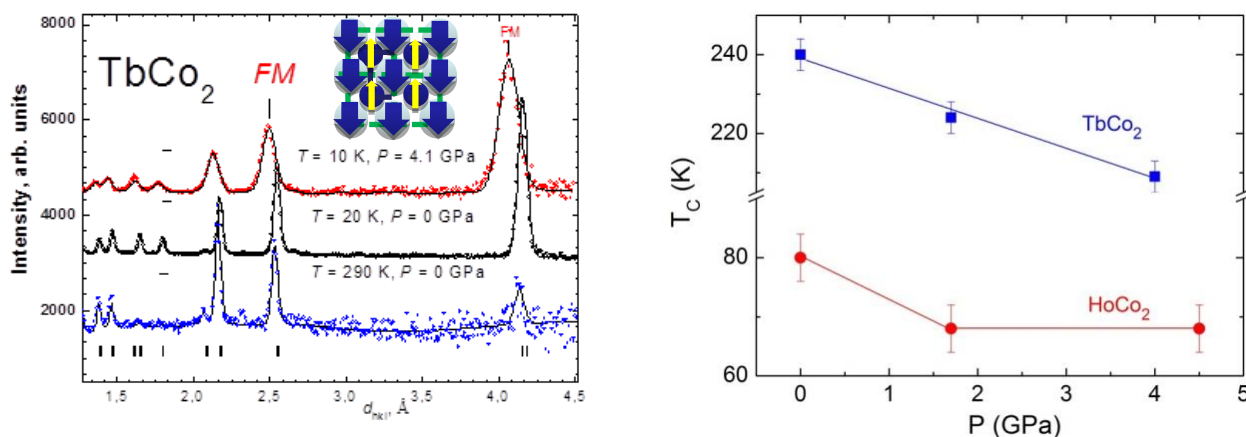 8000
6000
4000
2000
Intensity, arb. units
TbCo2
FM
FM
T = 10 K, P = 4.1 GPa
T = 20 K, P = 0 GPa
T = 290 K, P = 0 GPa
1,5 2,0 2,5 3,0 3,5 4,0 4,5
dhkl, Å
240
220
80
60
TC (K)
TbCo2
HoCo2
0 1 2 3 4 5
P (GPa)